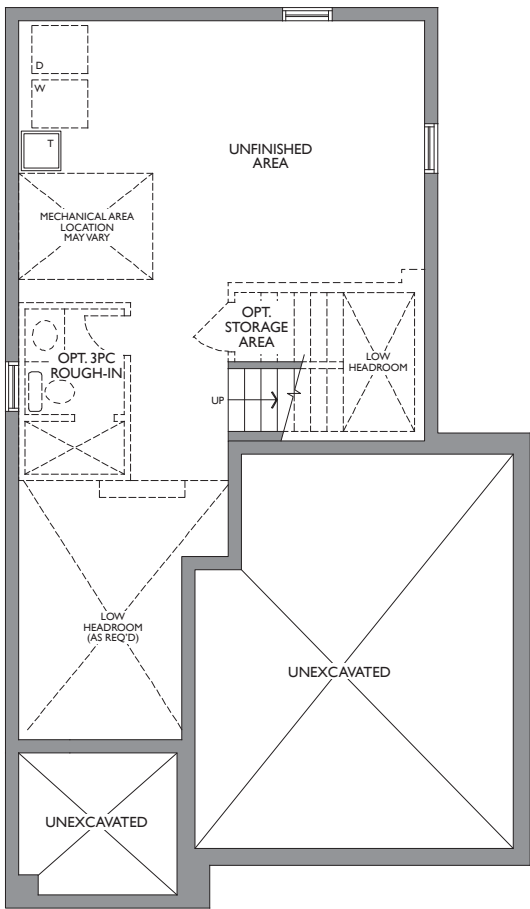 D
W
T
UNFINISHED
AREA
MECHANICAL AREA
LOCATION
MAY VARY
OPT.
STORAGE
AREA
OPT. 3PC
ROUGH-IN
LOW
HEADROOM
UP
LOW
HEADROOM
(AS REQ'D)
UNEXCAVATED
UNEXCAVATED